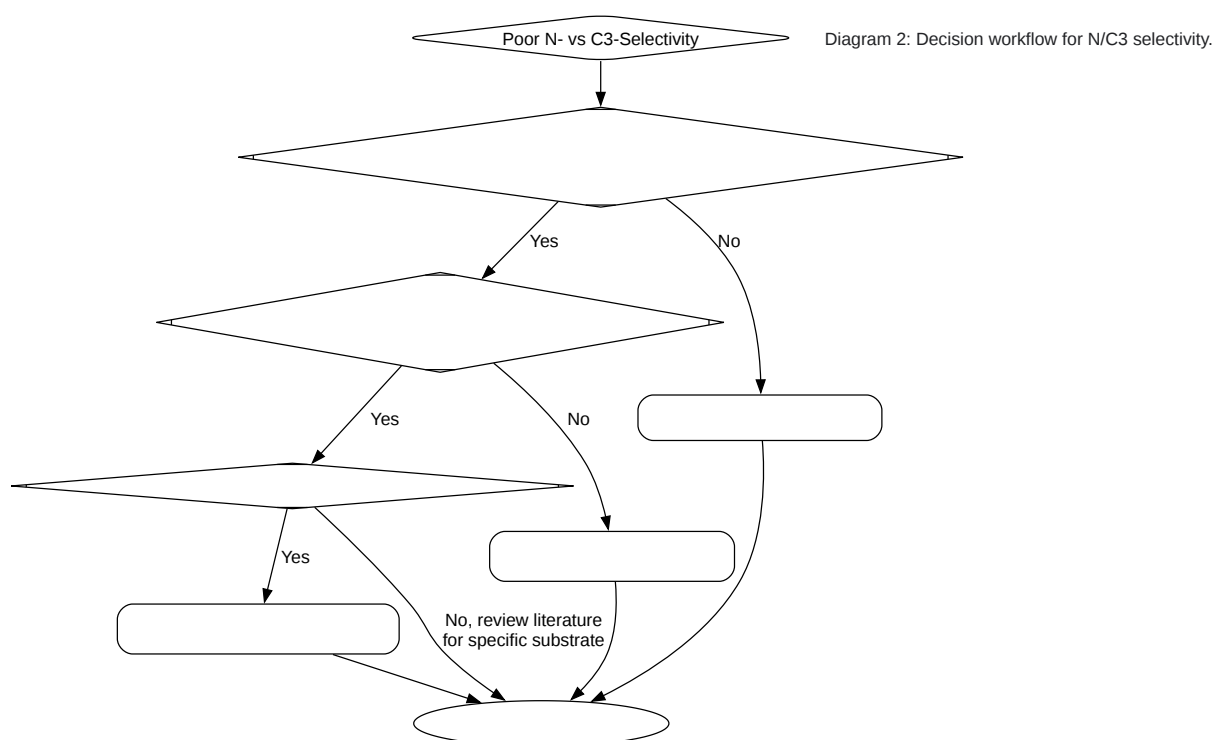 Poor N- vs C3-Selectivity
Diagram 2: Decision workflow for N/C3 selectivity.
Yes
No
Yes
No
Yes
No, review literature
for specific substrate